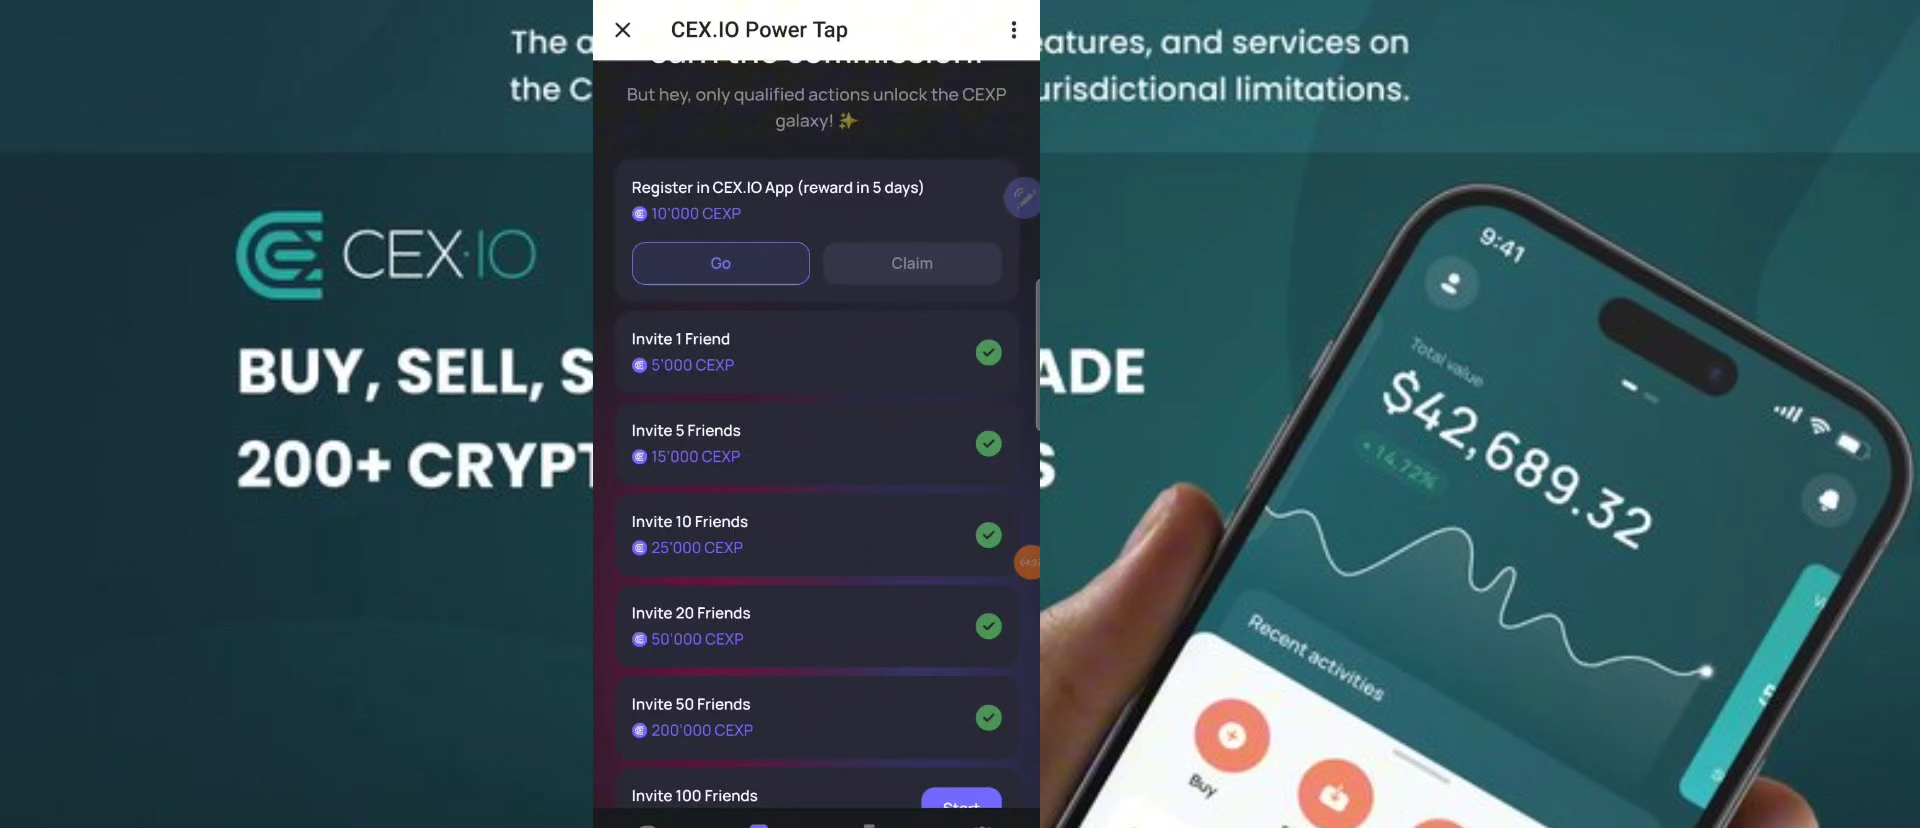 The a
eatures, and services on
the C
urisdictional limitations.
CEX.IO
BUY, SELL, S
ADE
200+ CRYPT
S
CEX.IO Power Tap
But hey, only qualified actions unlock the CEXP
galaxy! ✨
Register in CEX.IO App (reward in 5 days)
10'000 CEXP
Go
Claim
Invite 1 Friend
5'000 CEXP
Invite 5 Friends
15'000 CEXP
Invite 10 Friends
25'000 CEXP
Invite 20 Friends
50'000 CEXP
Invite 50 Friends
200'000 CEXP
Invite 100 Friends
Start
9:41
Total value
$42,689.32
+14.72%
Recent activities
Buy